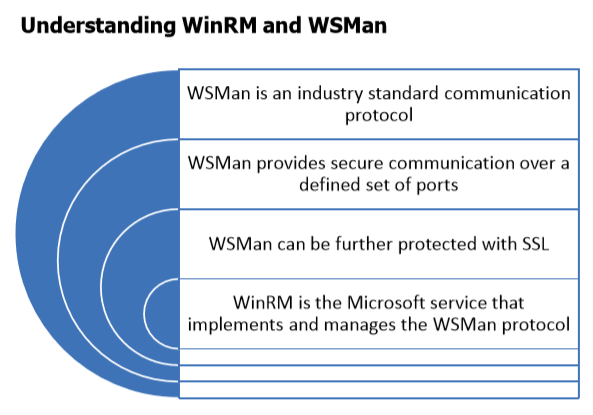 Understanding WinRM and WSMan
WSMan is an industry standard communication
protocol
WSMan provides secure communication over a
defined set of ports
WSMan can be further protected with SSL
WinRM is the Microsoft service that
implements and manages the WSMan protocol